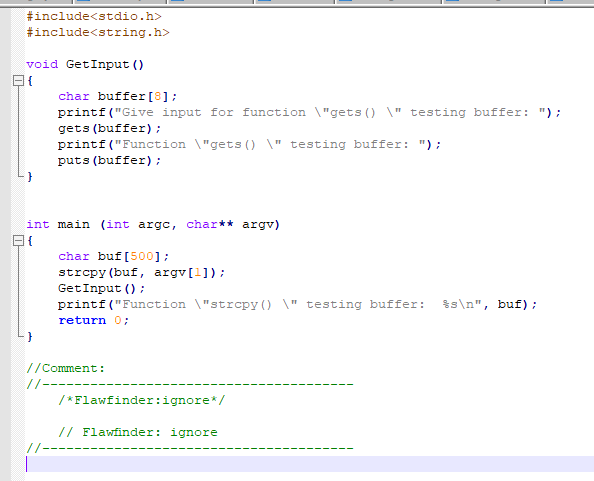 #include<stdio.h>
#include<string.h>
void GetInput()
{
char buffer[8];
printf("Give input for function \"gets() \" testing buffer: ");
gets(buffer);
printf("Function \"gets() \" testing buffer: ");
puts(buffer);
}
int main (int argc, char** argv)
{
char buf[500];
strcpy(buf, argv[1]);
GetInput();
printf("Function \"strcpy() \" testing buffer:  %s\n", buf);
return 0;
}
//Comment:
//---------------------------------------
/*Flawfinder:ignore*/
// Flawfinder: ignore
//---------------------------------------